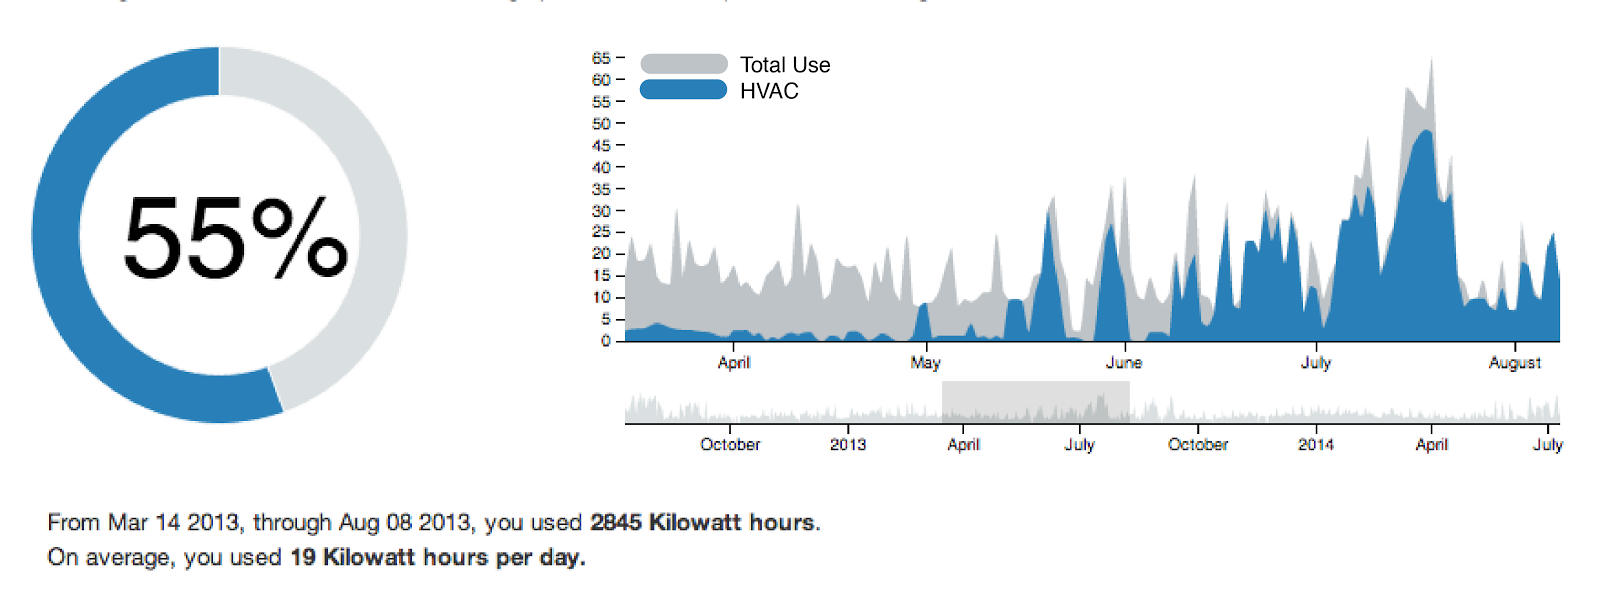 55%
Total Use
HVAC
65
60
55
50
45
40
35
30
25
20
15
10
5
0
April May June July August
October 2013 April July October 2014 April July
From Mar 14 2013, through Aug 08 2013, you used 2845 Kilowatt hours.
On average, you used 19 Kilowatt hours per day.